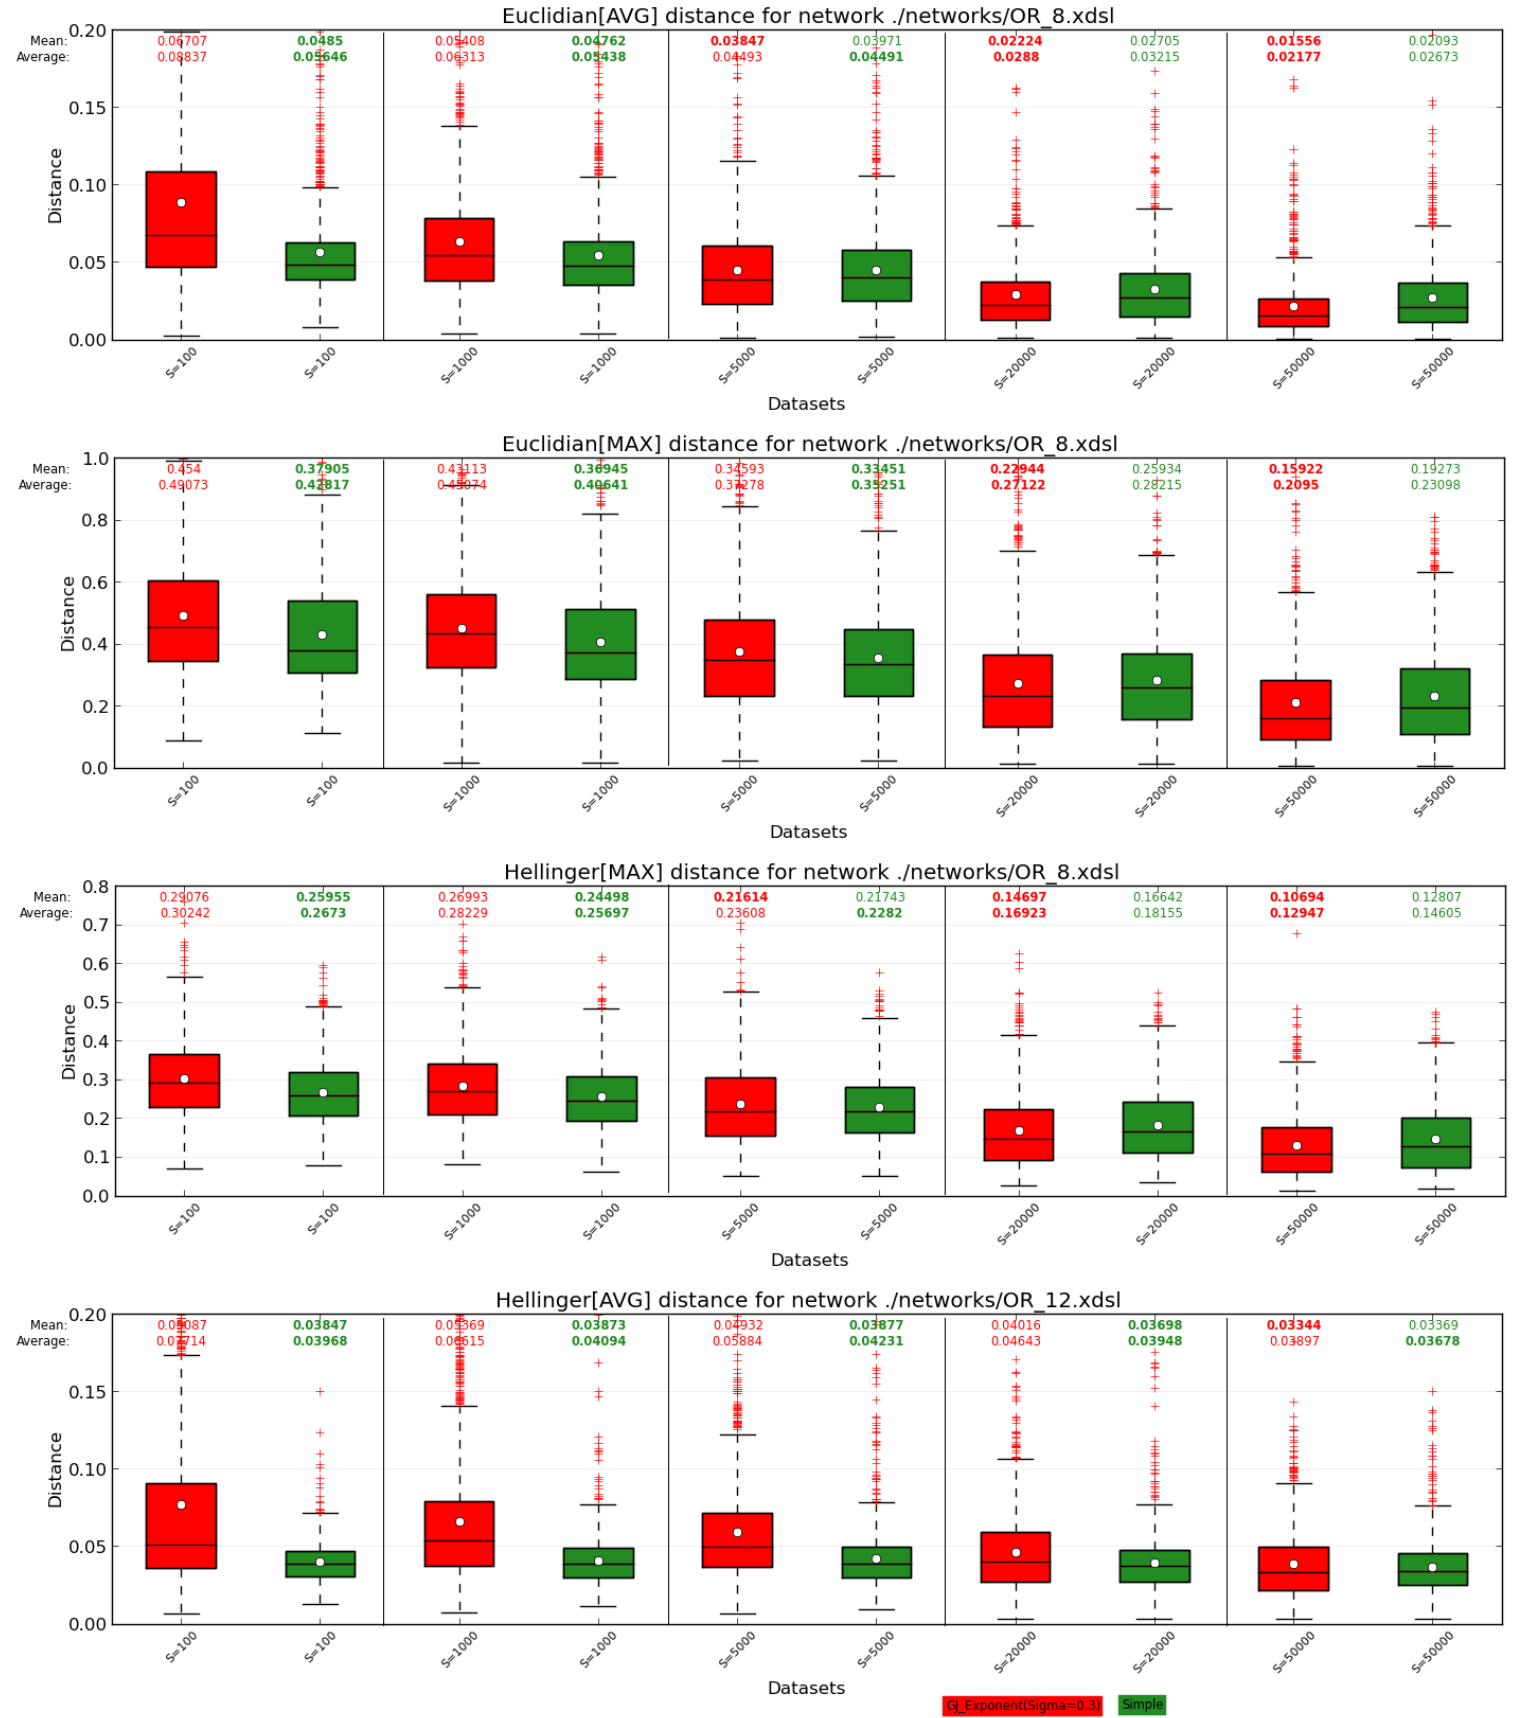 Euclidian[AVG] distance for network ./networks/OR_8.xdsl
0.20
Mean: 0.06707 0.0485 0.05408 0.04762 0.03847 0.03971 0.02224 0.02705 0.01556 0.02093
Average: 0.08837 0.05646 0.06313 0.05438 0.04493 0.04491 0.0288 0.03215 0.02177 0.02673
0.15
0.10
0.05
0.00
Distance
S=100 S=100 S=1000 S=1000 S=5000 S=5000 S=20000 S=20000 S=50000 S=50000
Datasets
Euclidian[MAX] distance for network ./networks/OR_8.xdsl
1.0
Mean: 0.454 0.37905 0.43113 0.36945 0.34593 0.33451 0.22944 0.25934 0.15922 0.19273
Average: 0.49073 0.42817 0.45074 0.40641 0.37278 0.35251 0.27122 0.28215 0.2095 0.23098
0.8
0.6
0.4
0.2
0.0
Distance
S=100 S=100 S=1000 S=1000 S=5000 S=5000 S=20000 S=20000 S=50000 S=50000
Datasets
Hellinger[MAX] distance for network ./networks/OR_8.xdsl
0.8
Mean: 0.29076 0.25955 0.26993 0.24498 0.21614 0.21743 0.14697 0.16642 0.10694 0.12807
Average: 0.30242 0.2673 0.28229 0.25697 0.23608 0.2282 0.16923 0.18155 0.12947 0.14605
0.7
0.6
0.5
0.4
0.3
0.2
0.1
0.0
Distance
S=100 S=100 S=1000 S=1000 S=5000 S=5000 S=20000 S=20000 S=50000 S=50000
Datasets
Hellinger[AVG] distance for network ./networks/OR_12.xdsl
0.20
Mean: 0.05087 0.03847 0.05369 0.03873 0.04932 0.03877 0.04016 0.03698 0.03344 0.03369
Average: 0.07714 0.03968 0.06615 0.04094 0.05884 0.04231 0.04643 0.03948 0.03897 0.03678
0.15
0.10
0.05
0.00
Distance
S=100 S=100 S=1000 S=1000 S=5000 S=5000 S=20000 S=20000 S=50000 S=50000
Datasets
GJ_Exponent(Sigma=0.3) Simple